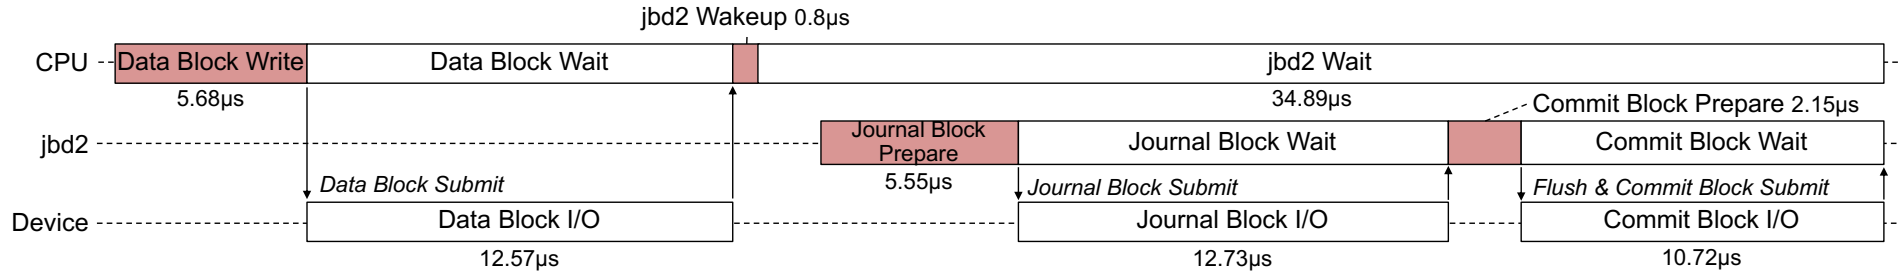 jbd2 Wakeup 0.8µs
CPU
Data Block Write
Data Block Wait
jbd2 Wait
5.68µs
34.89µs
Commit Block Prepare 2.15µs
jbd2
Journal Block
Prepare
Journal Block Wait
Commit Block Wait
5.55µs
Data Block Submit
Journal Block Submit
Flush & Commit Block Submit
Device
Data Block I/O
Journal Block I/O
Commit Block I/O
12.57µs
12.73µs
10.72µs